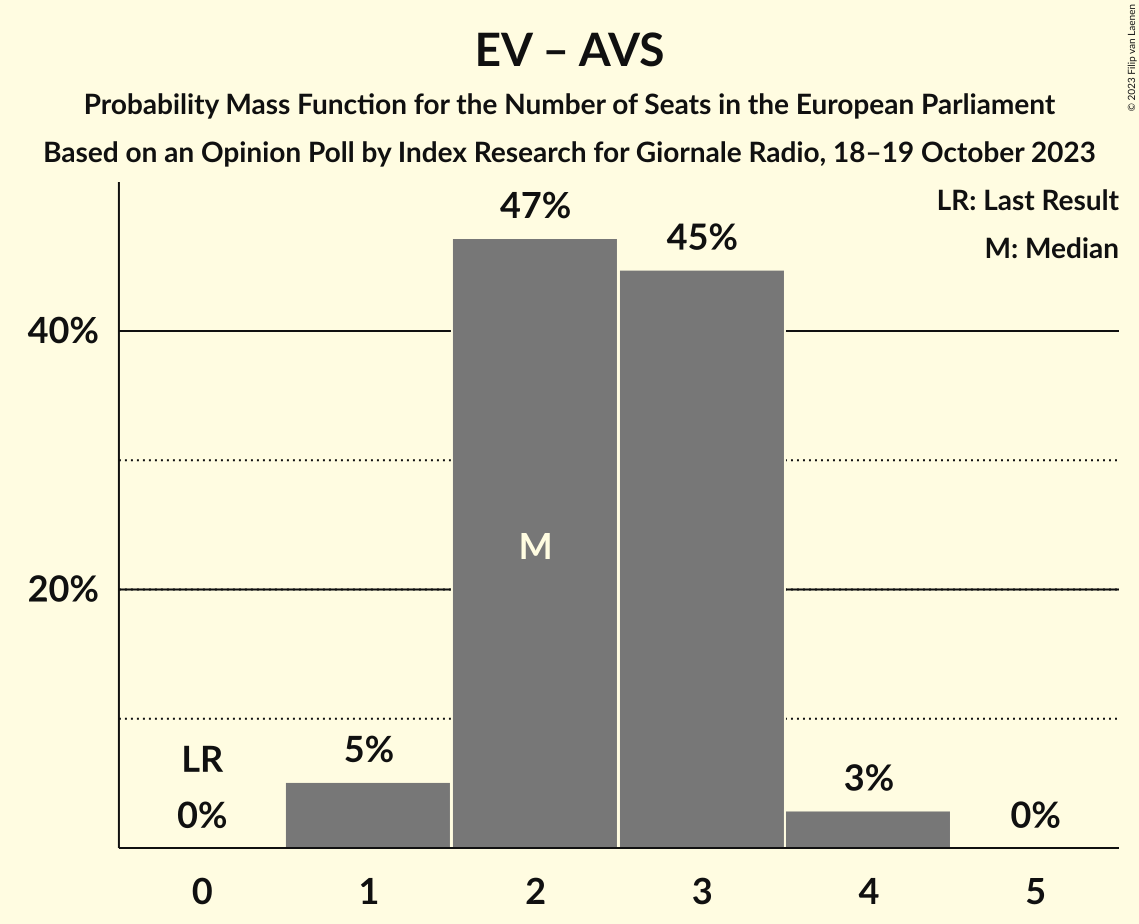 © 2023 Filip van Laenen
EV – AVS
Probability Mass Function for the Number of Seats in the European Parliament
Based on an Opinion Poll by Index Research for Giornale Radio, 18–19 October 2023
LR: Last Result
M: Median
47%
45%
40%
M
20%
LR
5%
3%
0%
0%
0 1 2 3 4 5